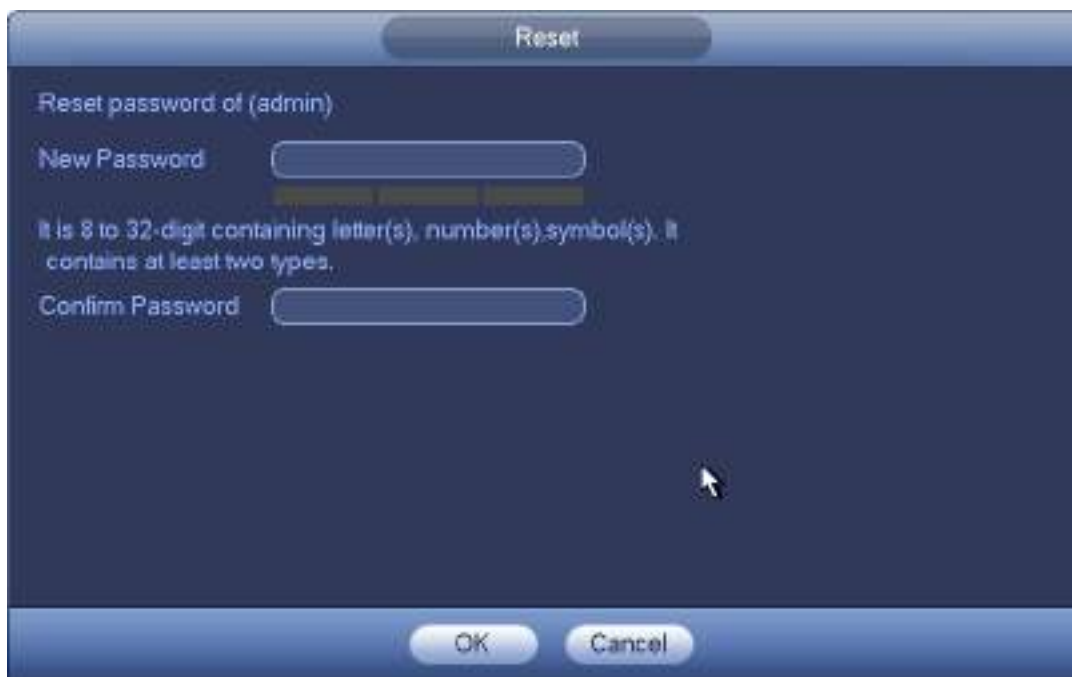 Reset
Reset password of (admin)
New Password
It is 8 to 32-digit containing letter(s), number(s),symbol(s). It
contains at least two types.
Confirm Password
OK
Cancel